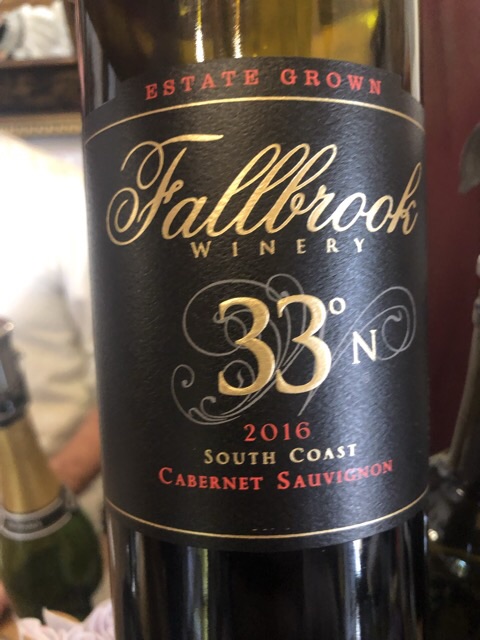 ESTATE GROWN
Fallbrook
WINERY
33° N
2016
SOUTH COAST
CABERNET SAUVIGNON